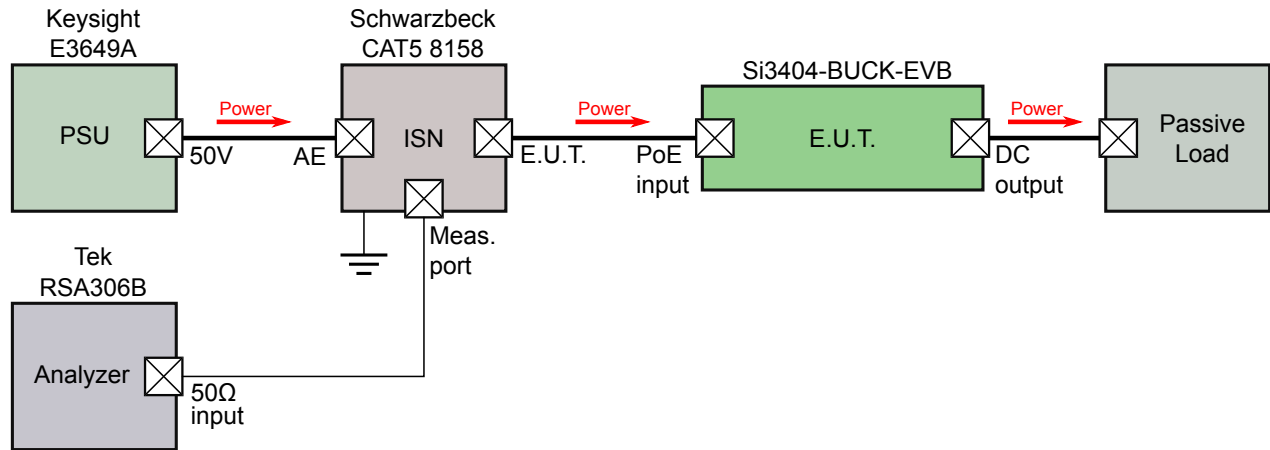 Keysight
E3649A
Schwarzbeck
CAT5 8158
Si3404-BUCK-EVB
PSU
Power
50V
AE
ISN
Power
E.U.T.
PoE
input
E.U.T.
Power
DC
output
Passive
Load
Meas.
port
Tek
RSA306B
Analyzer
50Ω
input